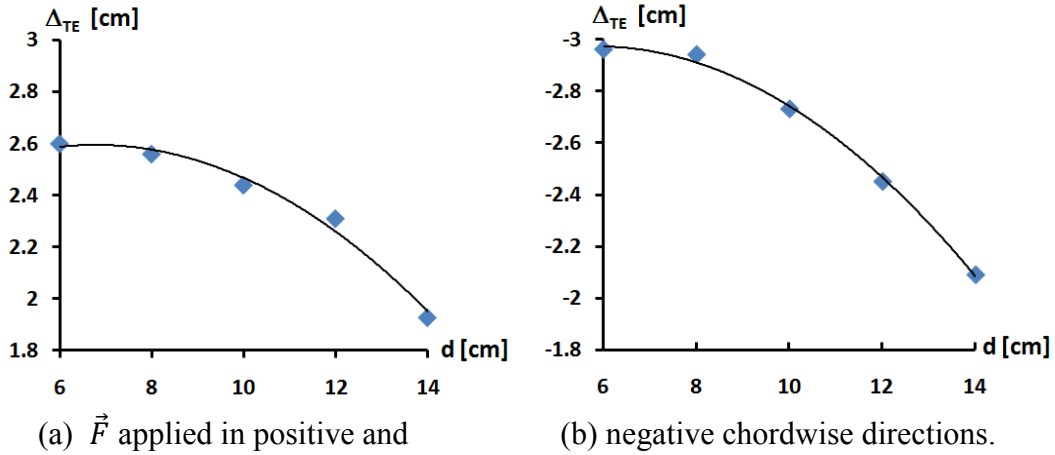 Δ_TE [cm]
3
2.8
2.6
2.4
2.2
2
1.8
d [cm]
6 8 10 12 14
(a) F⃗ applied in positive and
Δ_TE [cm]
-3
-2.8
-2.6
-2.4
-2.2
-2
-1.8
d [cm]
6 8 10 12 14
(b) negative chordwise directions.